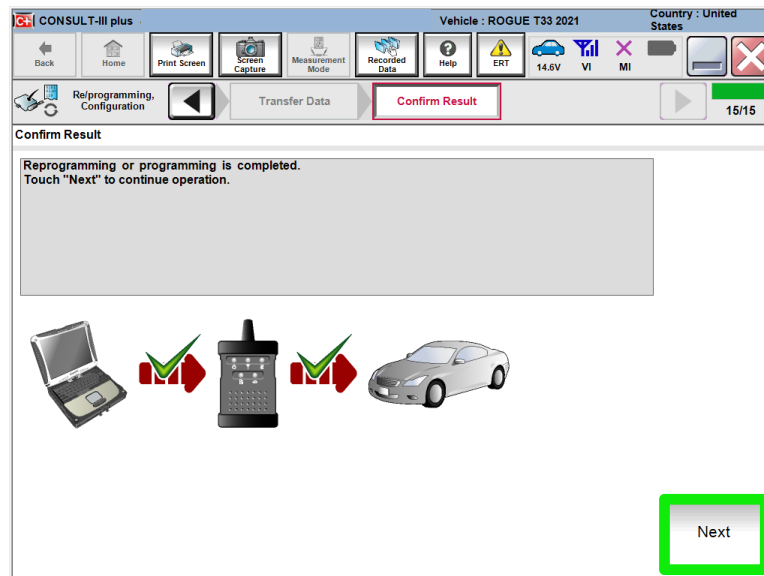 C+ CONSULT-III plus
Vehicle : ROGUE T33 2021
Country : United
States
Back
Home
Print Screen
Screen
Capture
Measurement
Mode
Recorded
Data
Help
ERT
14.6V
VI
MI
Re/programming,
Configuration
Transfer Data
Confirm Result
15/15
Confirm Result
Reprogramming or programming is completed.
Touch "Next" to continue operation.
Next